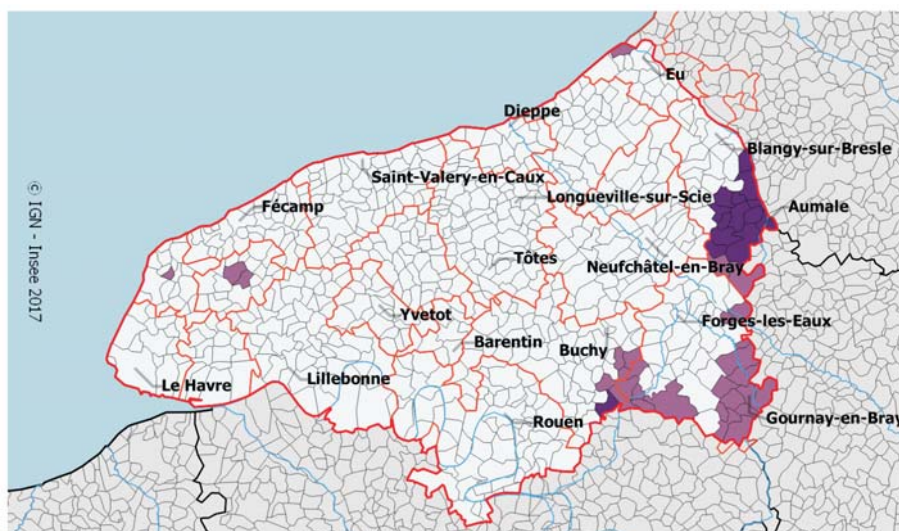 Eu
Dieppe
Blangy-sur-Bresle
Saint-Valery-en-Caux
Longueville-sur-Scie
Fécamp
Aumale
Tôtes
Neufchâtel-en-Bray
Yvetot
Forges-les-Eaux
Barentin
Buchy
Le Havre
Lillebonne
Rouen
Gournay-en-Bray
© IGN - Insee 2017